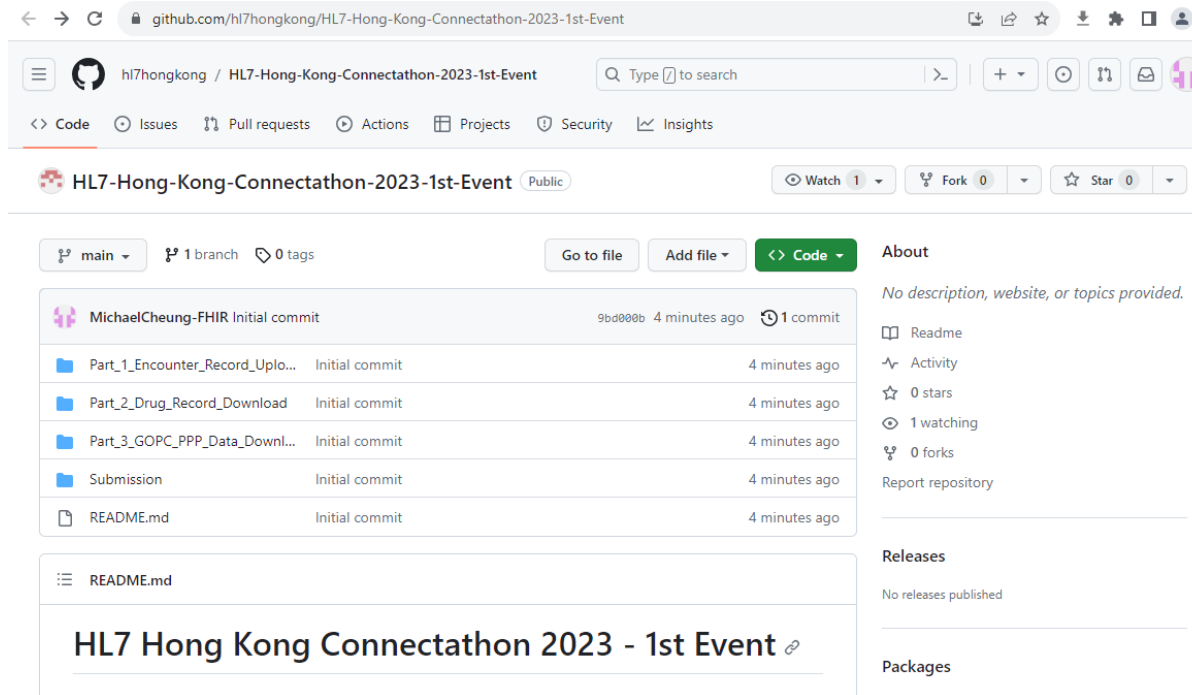 github.com/hl7hongkong/HL7-Hong-Kong-Connectathon-2023-1st-Event
hl7hongkong / HL7-Hong-Kong-Connectathon-2023-1st-Event
Type / to search
<> Code Issues Pull requests Actions Projects Security Insights
HL7-Hong-Kong-Connectathon-2023-1st-Event Public
Watch 1 Fork 0 Star 0
main 1 branch 0 tags Go to file Add file <> Code
MichaelCheung-FHIR Initial commit 9bd000b 4 minutes ago 1 commit
Part_1_Encounter_Record_Uplo... Initial commit 4 minutes ago
Part_2_Drug_Record_Download Initial commit 4 minutes ago
Part_3_GOPC_PPP_Data_Downl... Initial commit 4 minutes ago
Submission Initial commit 4 minutes ago
README.md Initial commit 4 minutes ago
README.md
HL7 Hong Kong Connectathon 2023 - 1st Event
About
No description, website, or topics provided.
Readme
Activity
0 stars
1 watching
0 forks
Report repository
Releases
No releases published
Packages